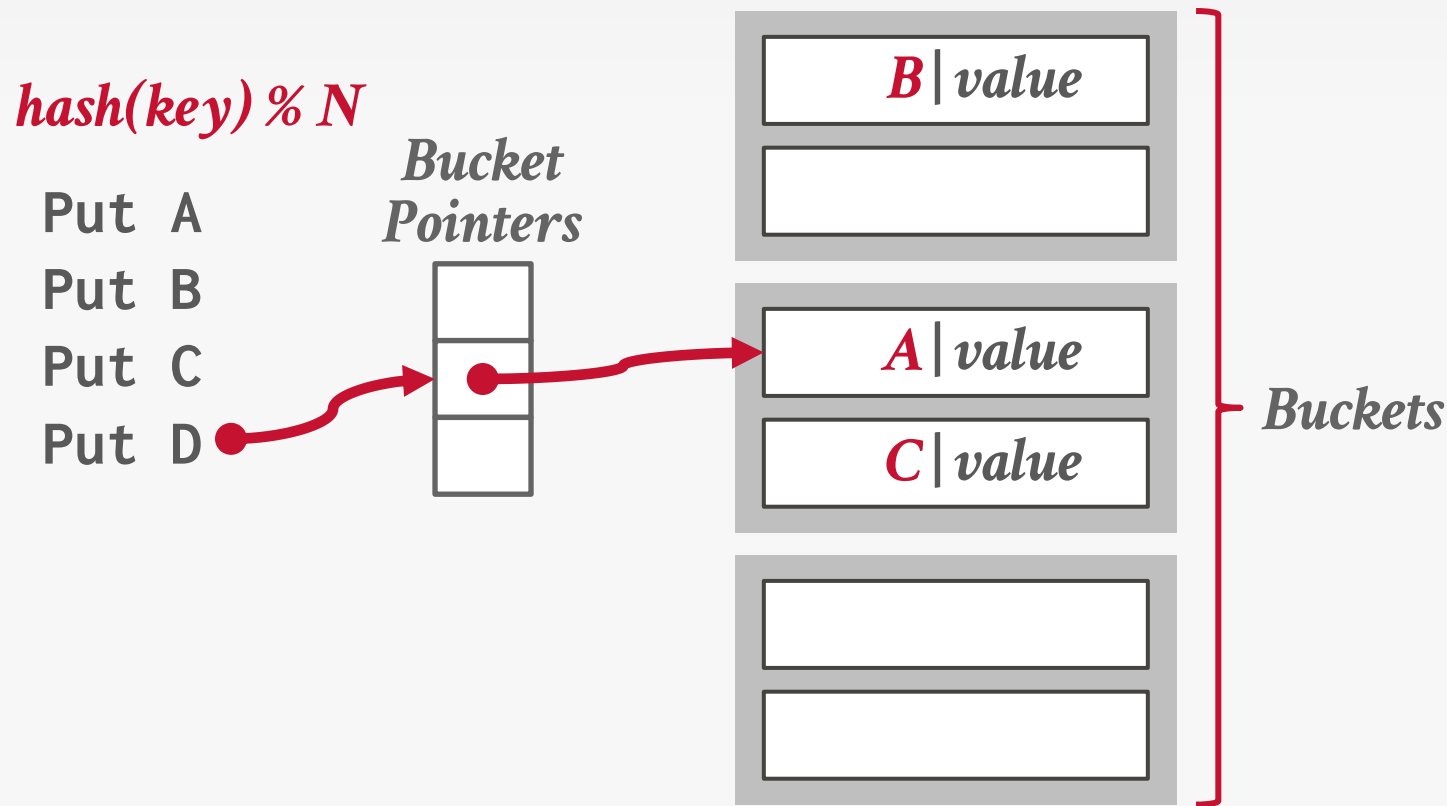 hash(key) % N
Put A
Put B
Put C
Put D
Bucket
Pointers
B|value
A|value
C|value
Buckets